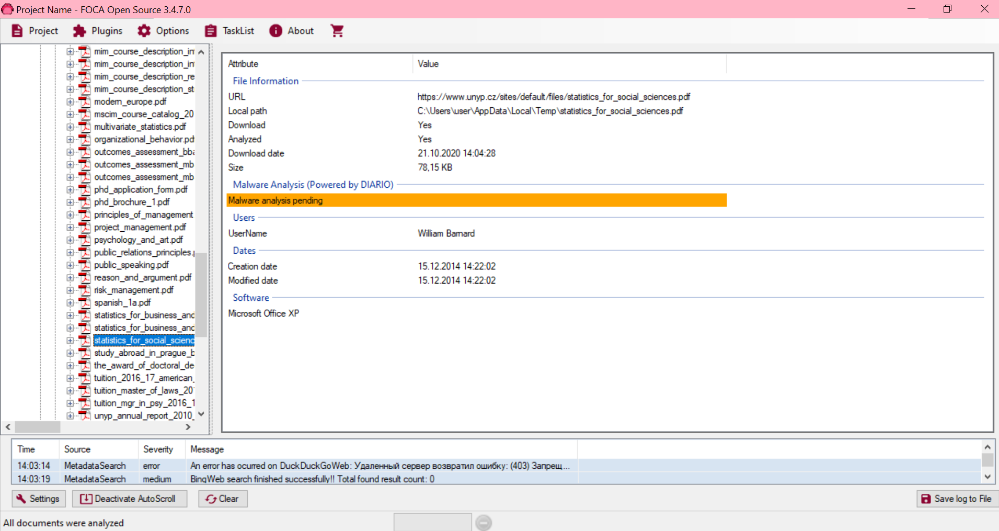 Project Name - FOCA Open Source 3.4.7.0
Project Plugins Options TaskList About
mim_course_description_in
mim_course_description_in
mim_course_description_re
mim_course_description_st
modern_europe.pdf
mscim_course_catalog_20
multivariate_statistics.pdf
organizational_behavior.pdf
outcomes_assessment_bba
outcomes_assessment_mb
outcomes_assessment_mb
phd_application_form.pdf
phd_brochure_1.pdf
principles_of_management
project_management.pdf
psychology_and_art.pdf
public_relations_principles.p
public_speaking.pdf
reason_and_argument.pdf
risk_management.pdf
spanish_1a.pdf
statistics_for_business_and
statistics_for_business_and
statistics_for_social_scienc
study_abroad_in_prague_b
the_award_of_doctoral_de
tuition_2016_17_american_
tuition_master_of_laws_201
tuition_mgr_in_psy_2016_1
unyp_annual_report_2010_
Attribute Value
File Information
URL https://www.unyp.cz/sites/default/files/statistics_for_social_sciences.pdf
Local path C:\Users\user\AppData\Local\Temp\statistics_for_social_sciences.pdf
Download Yes
Analyzed Yes
Download date 21.10.2020 14:04:28
Size 78,15 KB
Malware Analysis (Powered by DIARIO)
Malware analysis pending
Users
UserName William Barnard
Dates
Creation date 15.12.2014 14:22:02
Modified date 15.12.2014 14:22:02
Software
Microsoft Office XP
Time Source Severity Message
14:03:14 MetadataSearch error An error has ocurred on DuckDuckGoWeb: Удаленный сервер возвратил ошибку: (403) Запрещ...
14:03:19 MetadataSearch medium BingWeb search finished successfully!! Total found result count: 0
Settings Deactivate AutoScroll Clear Save log to File
All documents were analyzed